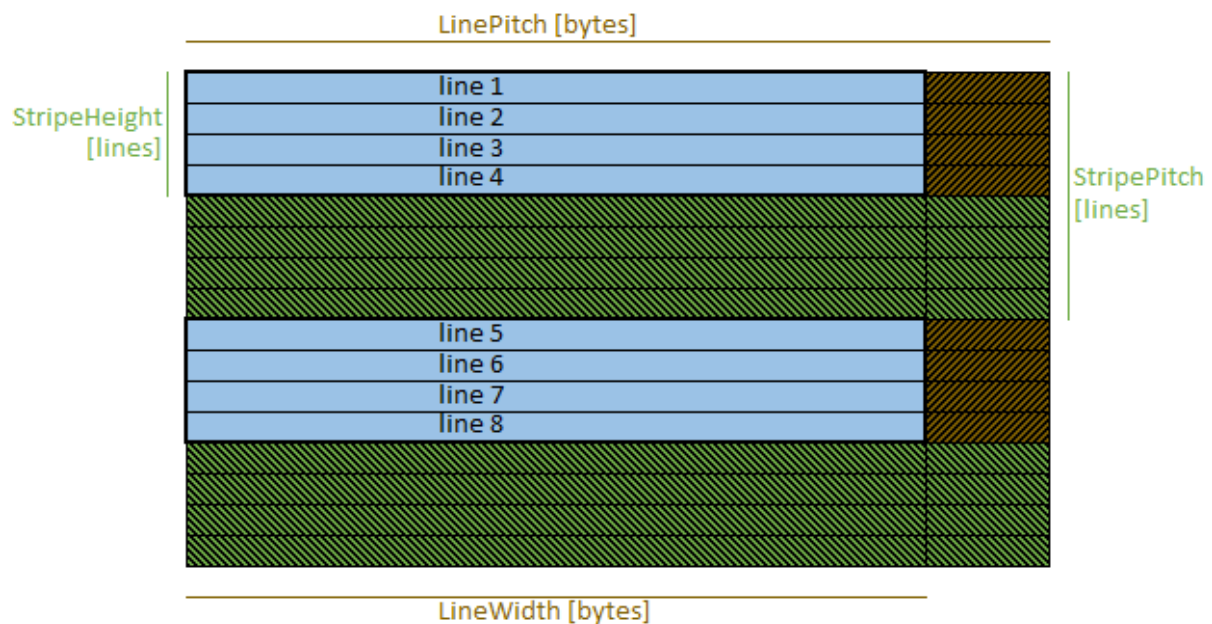 LinePitch [bytes]
StripeHeight
[lines]
line 1
line 2
line 3
line 4
StripePitch
[lines]
line 5
line 6
line 7
line 8
LineWidth [bytes]